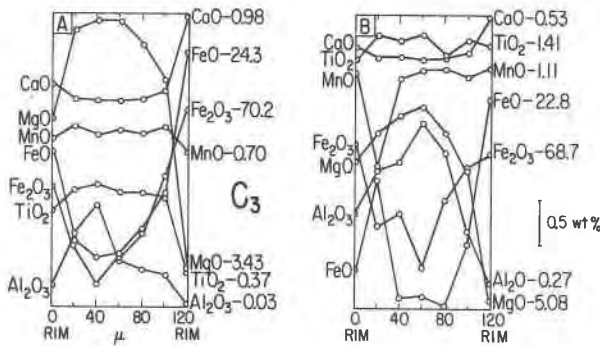 A
CaO
MgO
MnO
FeO
Fe₂O₃
TiO₂
Al₂O₃
CaO-0.98
FeO-24.3
Fe₂O₃-70.2
MnO-0.70
MgO-3.43
TiO₂-0.37
Al₂O₃-0.03
C₃
0 40 80 120
RIM μ RIM
B
CaO
TiO₂
MnO
Fe₂O₃
MgO
Al₂O₃
FeO
CaO-0.53
TiO₂-1.41
MnO-1.11
FeO-22.8
Fe₂O₃-68.7
Al₂O-0.27
MgO-5.08
0.5 wt%
0 40 80 120
RIM RIM